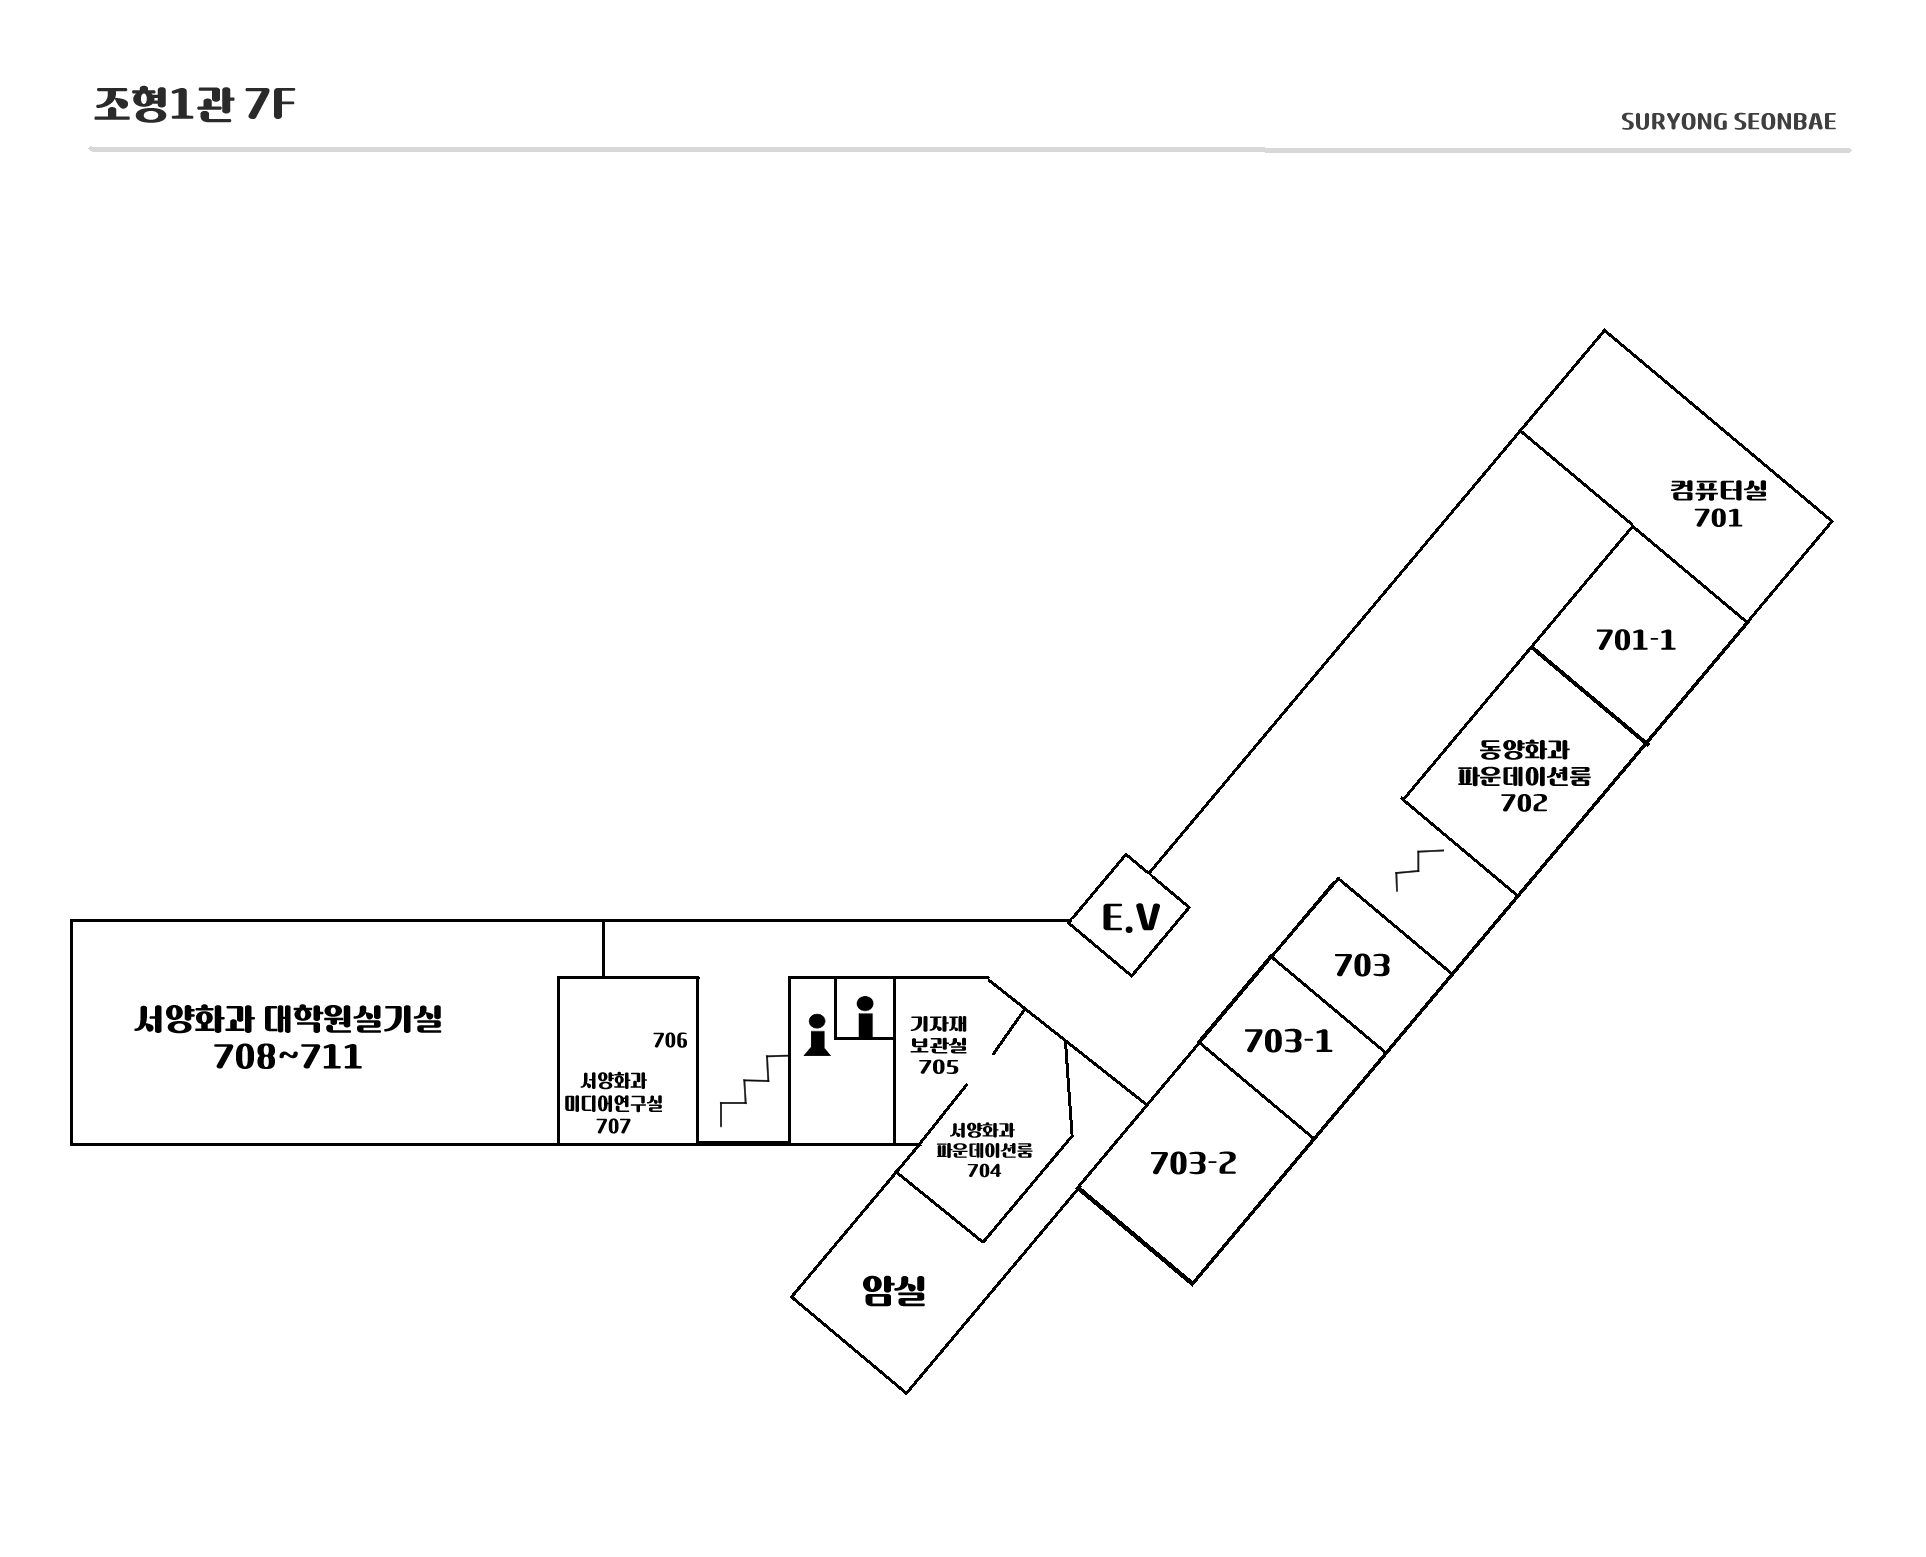 조형1관 7F
SURYONG SEONBAE
컴퓨터실
701
701-1
동양화과
파운데이션룸
702
E.V
703
703-1
703-2
서양화과 대학원실기실
708~711
706
서양화과
미디어연구실
707
기자재
보관실
705
서양화과
파운데이션룸
704
암실